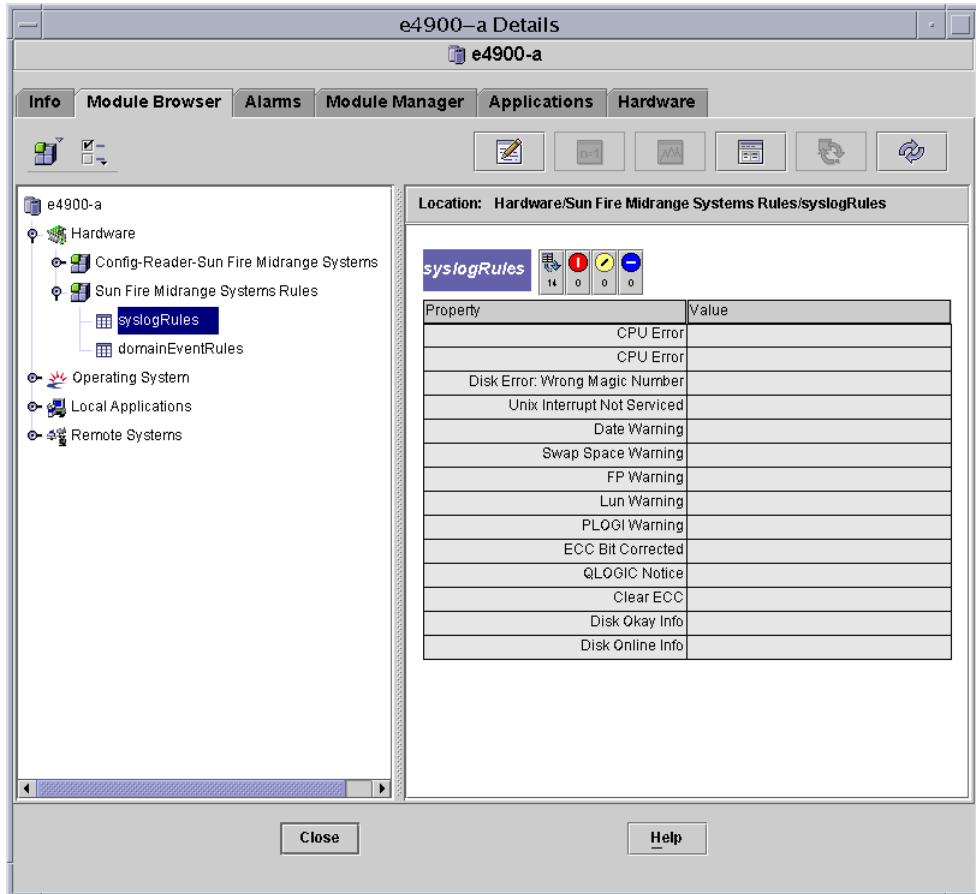 e4900–a Details
e4900-a
Info Module Browser Alarms Module Manager Applications Hardware
n=1
e4900-a
Hardware
Config-Reader-Sun Fire Midrange Systems
Sun Fire Midrange Systems Rules
syslogRules
domainEventRules
Operating System
Local Applications
Remote Systems
Location: Hardware/Sun Fire Midrange Systems Rules/syslogRules
syslogRules
14 0 0 0
Property Value
CPU Error
CPU Error
Disk Error: Wrong Magic Number
Unix Interrupt Not Serviced
Date Warning
Swap Space Warning
FP Warning
Lun Warning
PLOGI Warning
ECC Bit Corrected
QLOGIC Notice
Clear ECC
Disk Okay Info
Disk Online Info
Close Help